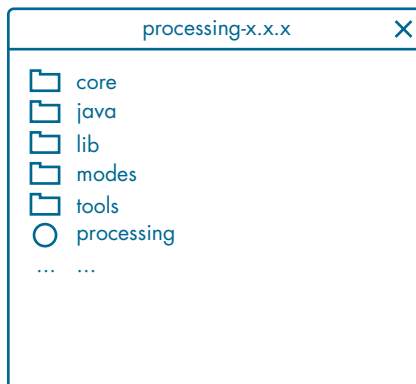 processing-x.x.x
core
java
lib
modes
tools
processing
... ...